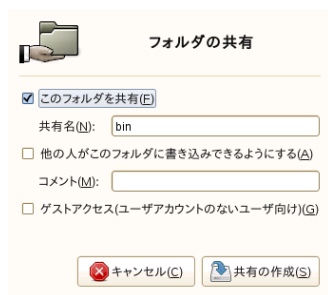 フォルダの共有
このフォルダを共有(F)
共有名(N): bin
他の人がこのフォルダに書き込みできるようにする(A)
コメント(M):
ゲストアクセス(ユーザアカウントのないユーザ向け)(G)
キャンセル(C) 共有の作成(S)